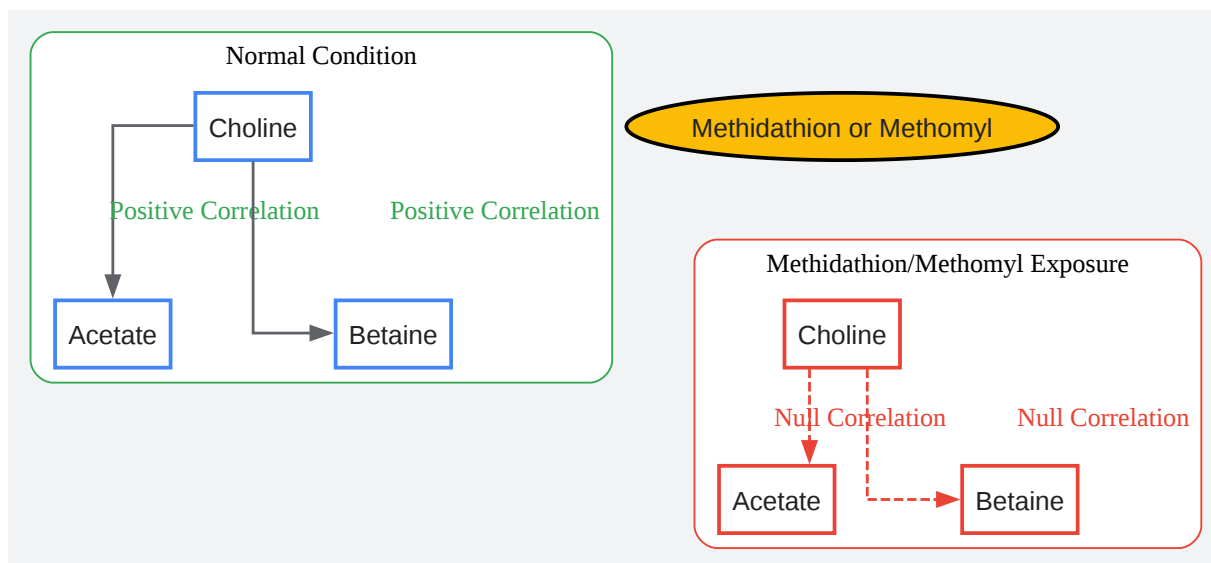 Normal Condition
Choline
Positive Correlation
Positive Correlation
Acetate
Betaine
Methidathion or Methomyl
Methidathion/Methomyl Exposure
Choline
Null Correlation
Null Correlation
Acetate
Betaine